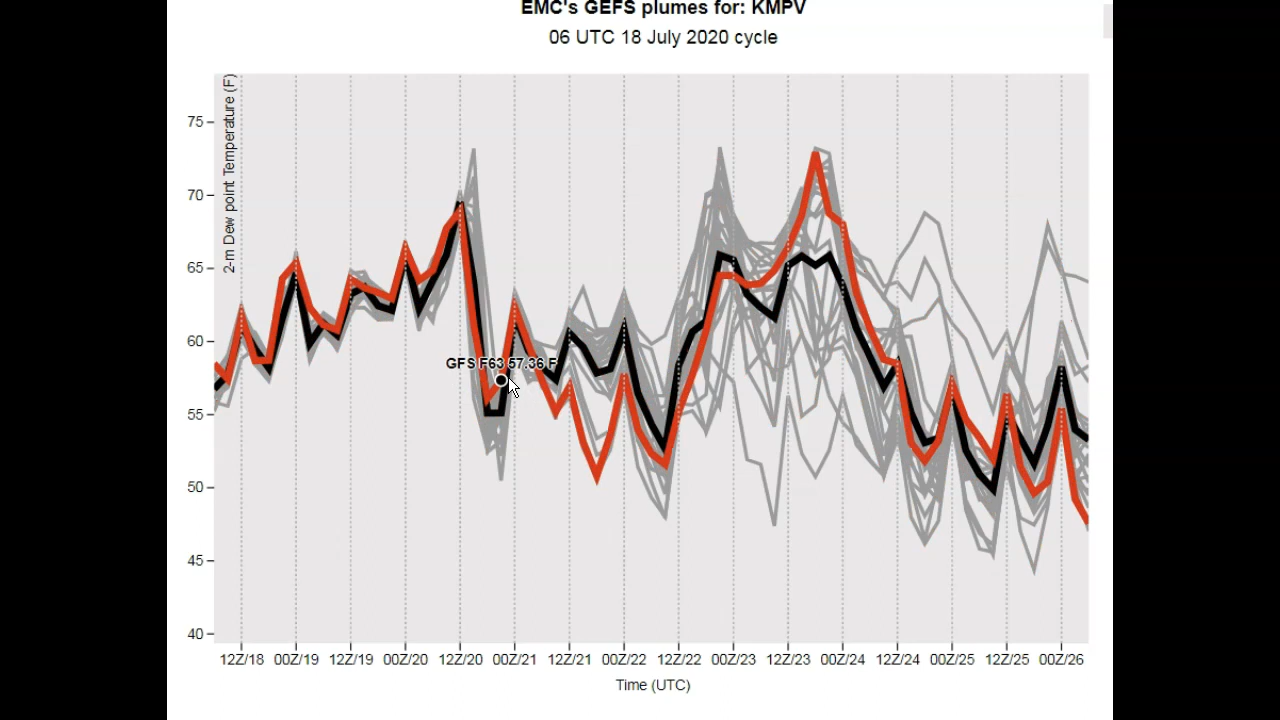 EMC's GEFS plumes for: KMPV
06 UTC 18 July 2020 cycle
2-m Dew point Temperature (F)
75
70
65
60
55
50
45
40
GFS F63 57.36 F
12Z/18 00Z/19 12Z/19 00Z/20 12Z/20 00Z/21 12Z/21 00Z/22 12Z/22 00Z/23 12Z/23 00Z/24 12Z/24 00Z/25 12Z/25 00Z/26
Time (UTC)